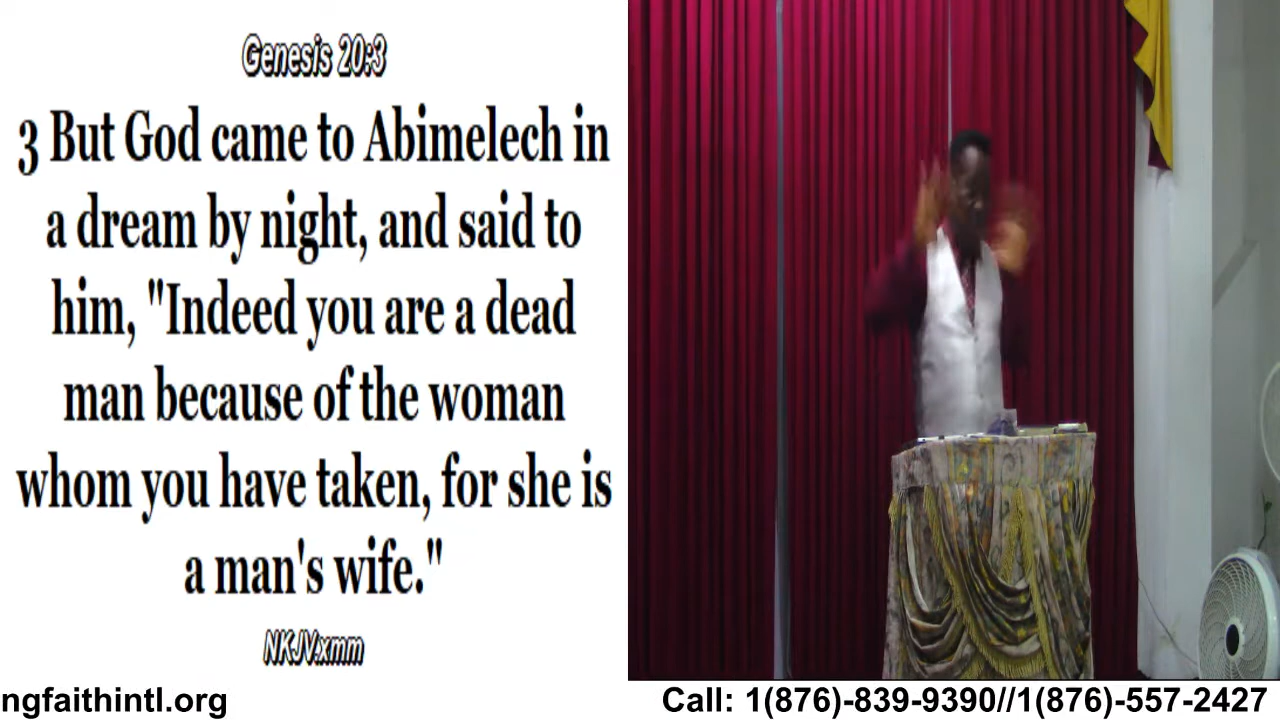 Genesis 20:3
3 But God came to Abimelech in
a dream by night, and said to
him, "Indeed you are a dead
man because of the woman
whom you have taken, for she is
a man's wife."
NKJV.xmm
ngfaithintl.org
Call: 1(876)-839-9390//1(876)-557-2427